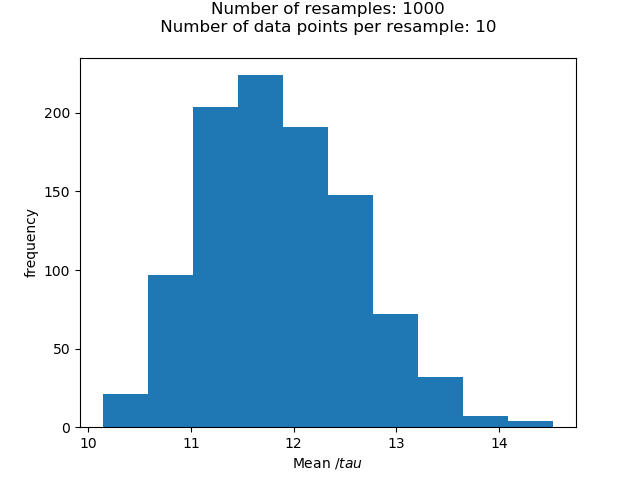 Number of resamples: 1000
Number of data points per resample: 10
200
150
100
50
0
frequency
10 11 12 13 14
Mean /tau